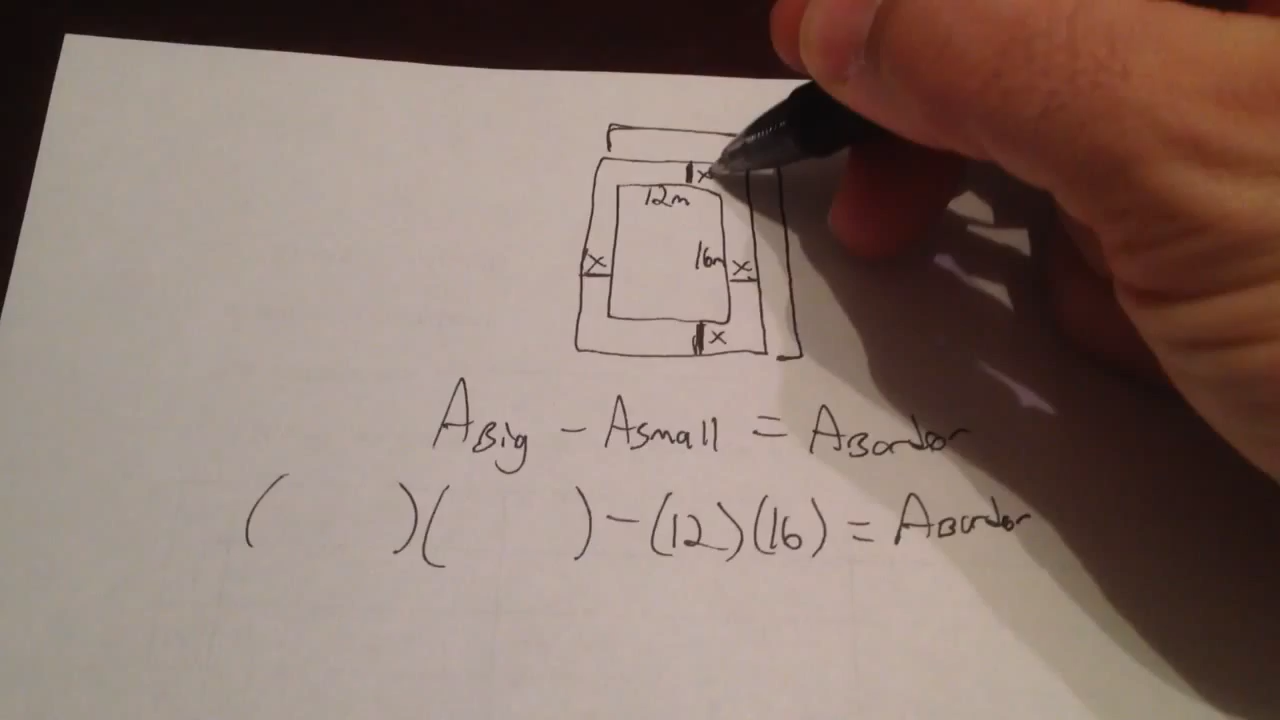 x
12m
16m
x
x
x
ABig - Asmall = ABorder
( )( ) - (12)(16) = ABorder